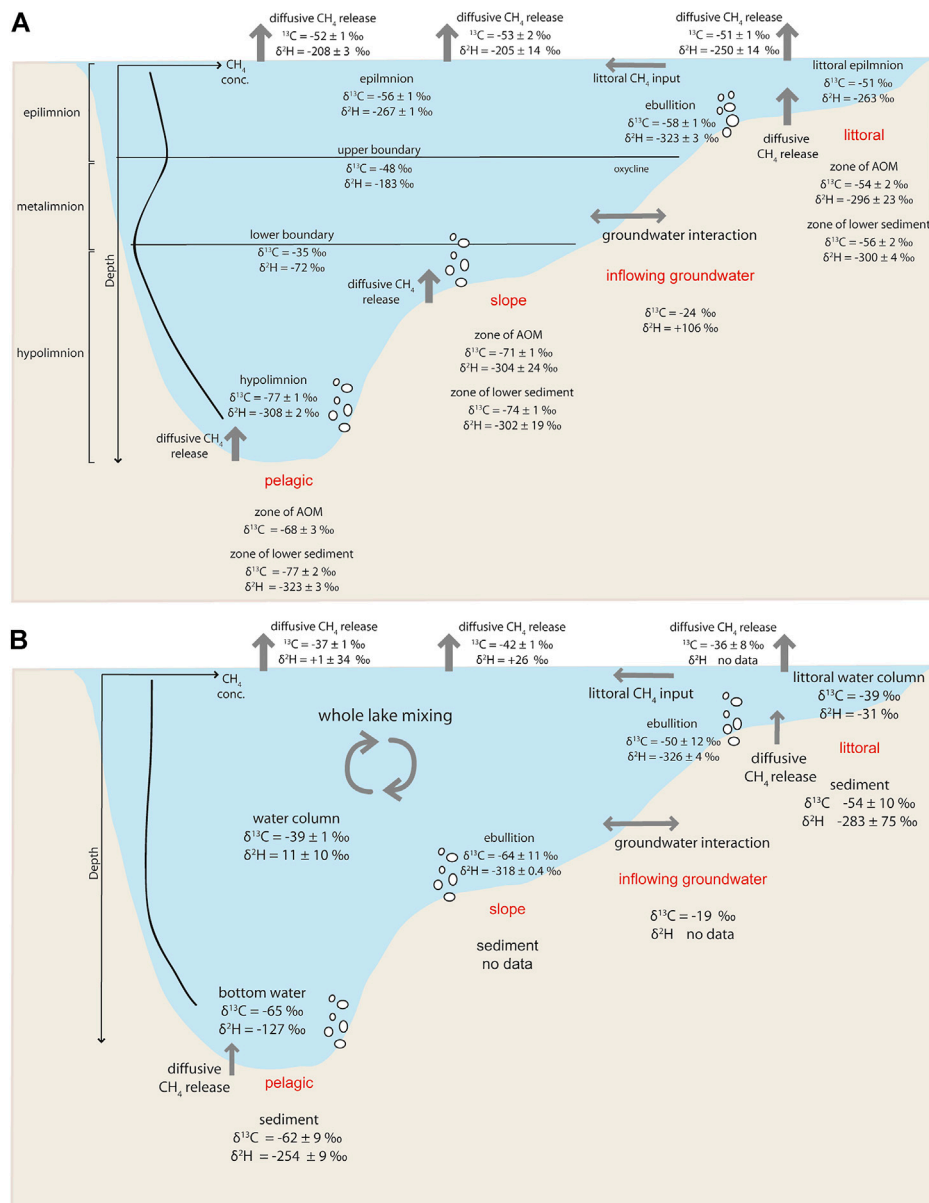 A
diffusive CH₄ release
¹³C = -52 ± 1 ‰
δ²H = -208 ± 3 ‰
diffusive CH₄ release
¹³C = -53 ± 2 ‰
δ²H = -205 ± 14 ‰
diffusive CH₄ release
¹³C = -51 ± 1 ‰
δ²H = -250 ± 14 ‰
CH₄
conc.
epilimnion
metalimnion
hypolimnion
Depth
epilmnion
δ¹³C = -56 ± 1 ‰
δ²H = -267 ± 1 ‰
littoral CH₄ input
littoral epilmnion
δ¹³C = -51 ‰
δ²H = -263 ‰
ebullition
δ¹³C = -58 ± 1 ‰
δ²H = -323 ± 3 ‰
diffusive
CH₄ release
littoral
upper boundary
δ¹³C = -48 ‰
δ²H = -183 ‰
oxycline
zone of AOM
δ¹³C = -54 ± 2 ‰
δ²H = -296 ± 23 ‰
zone of lower sediment
δ¹³C = -56 ± 2 ‰
δ²H = -300 ± 4 ‰
lower boundary
δ¹³C = -35 ‰
δ²H = -72 ‰
groundwater interaction
diffusive CH₄
release
slope
inflowing groundwater
δ¹³C = -24 ‰
δ²H = +106 ‰
zone of AOM
δ¹³C = -71 ± 1 ‰
δ²H = -304 ± 24 ‰
zone of lower sediment
δ¹³C = -74 ± 1 ‰
δ²H = -302 ± 19 ‰
hypolimnion
δ¹³C = -77 ± 1 ‰
δ²H = -308 ± 2 ‰
diffusive CH₄
release
pelagic
zone of AOM
δ¹³C = -68 ± 3 ‰
zone of lower sediment
δ¹³C = -77 ± 2 ‰
δ²H = -323 ± 3 ‰
B
diffusive CH₄ release
¹³C = -37 ± 1 ‰
δ²H = +1 ± 34 ‰
diffusive CH₄ release
¹³C = -42 ± 1 ‰
δ²H = +26 ‰
diffusive CH₄ release
¹³C = -36 ± 8 ‰
δ²H no data
CH₄
conc.
Depth
littoral CH₄ input
littoral water column
δ¹³C = -39 ‰
δ²H = -31 ‰
whole lake mixing
ebullition
δ¹³C = -50 ± 12 ‰
δ²H = -326 ± 4 ‰
diffusive
CH₄ release
littoral
sediment
δ¹³C -54 ± 10 ‰
δ²H -283 ± 75 ‰
water column
δ¹³C = -39 ± 1 ‰
δ²H = 11 ± 10 ‰
ebullition
δ¹³C = -64 ± 11 ‰
δ²H = -318 ± 0.4 ‰
groundwater interaction
slope
sediment
no data
inflowing groundwater
δ¹³C = -19 ‰
δ²H no data
bottom water
δ¹³C = -65 ‰
δ²H = -127 ‰
diffusive
CH₄ release
pelagic
sediment
δ¹³C = -62 ± 9 ‰
δ²H = -254 ± 9 ‰